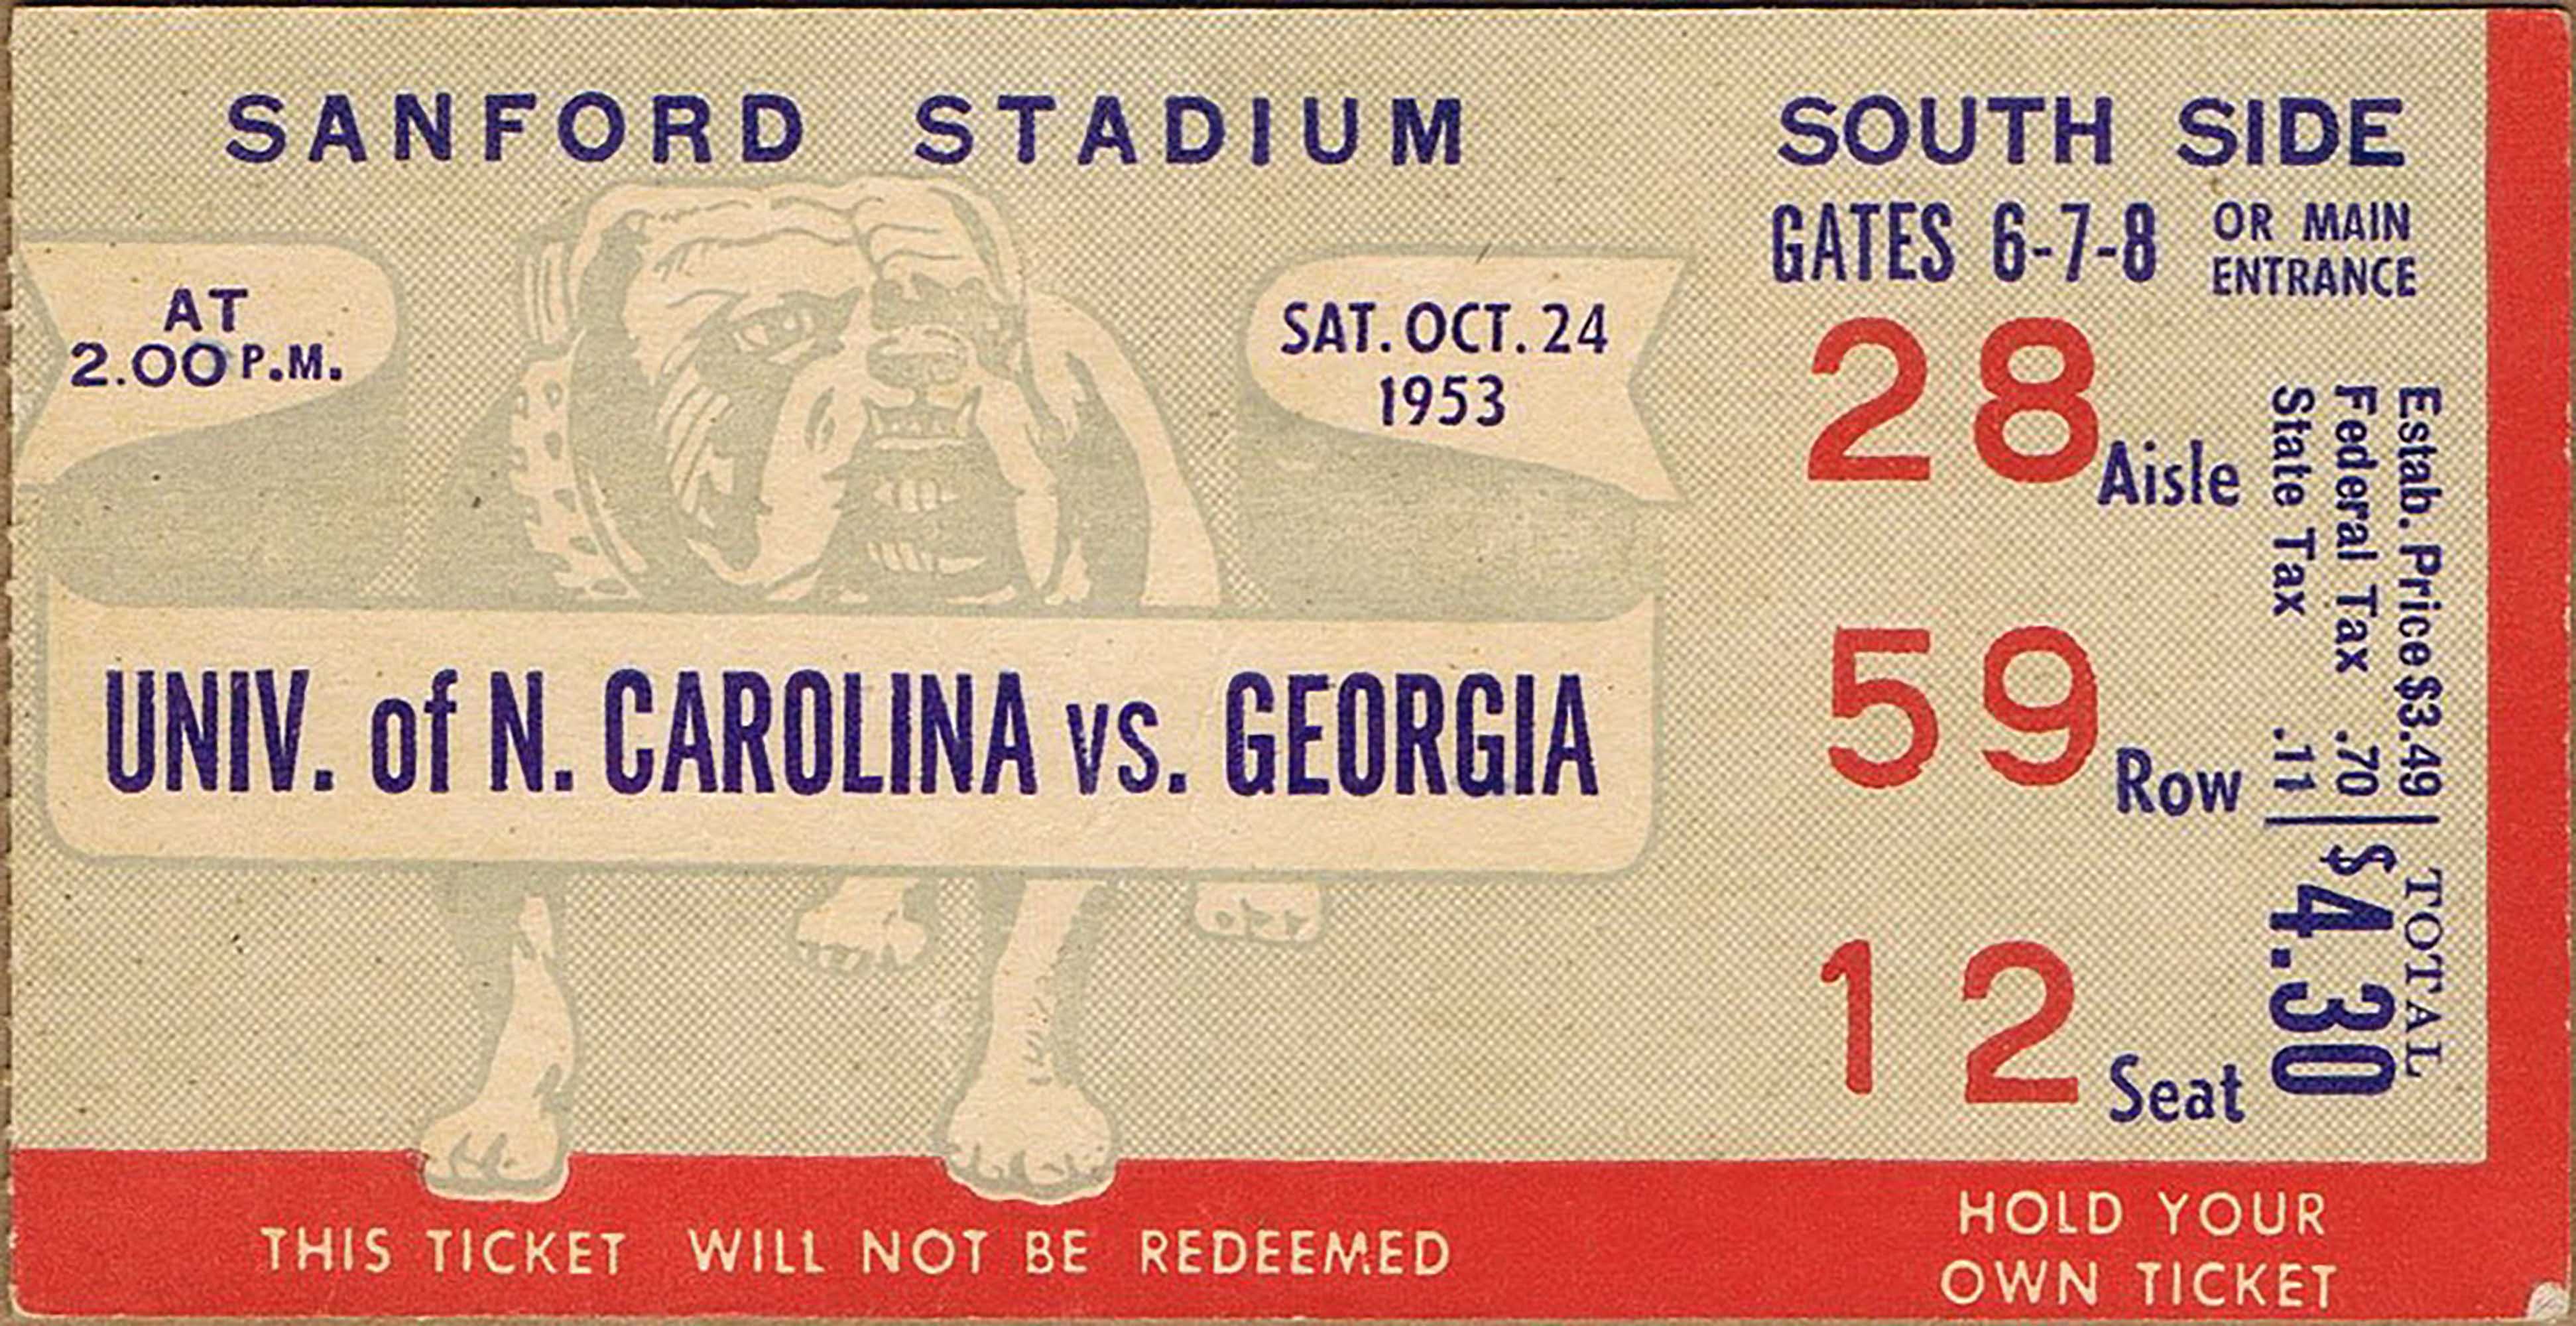 SANFORD STADIUM
AT
2.00 P.M.
SAT. OCT. 24
1953
UNIV. of N. CAROLINA vs. GEORGIA
THIS TICKET WILL NOT BE REDEEMED
SOUTH SIDE
GATES 6-7-8 OR MAIN
ENTRANCE
28 Aisle
59 Row
12 Seat
Estab. Price $3.49
Federal Tax .70
State Tax .11
TOTAL
$4.30
HOLD YOUR
OWN TICKET